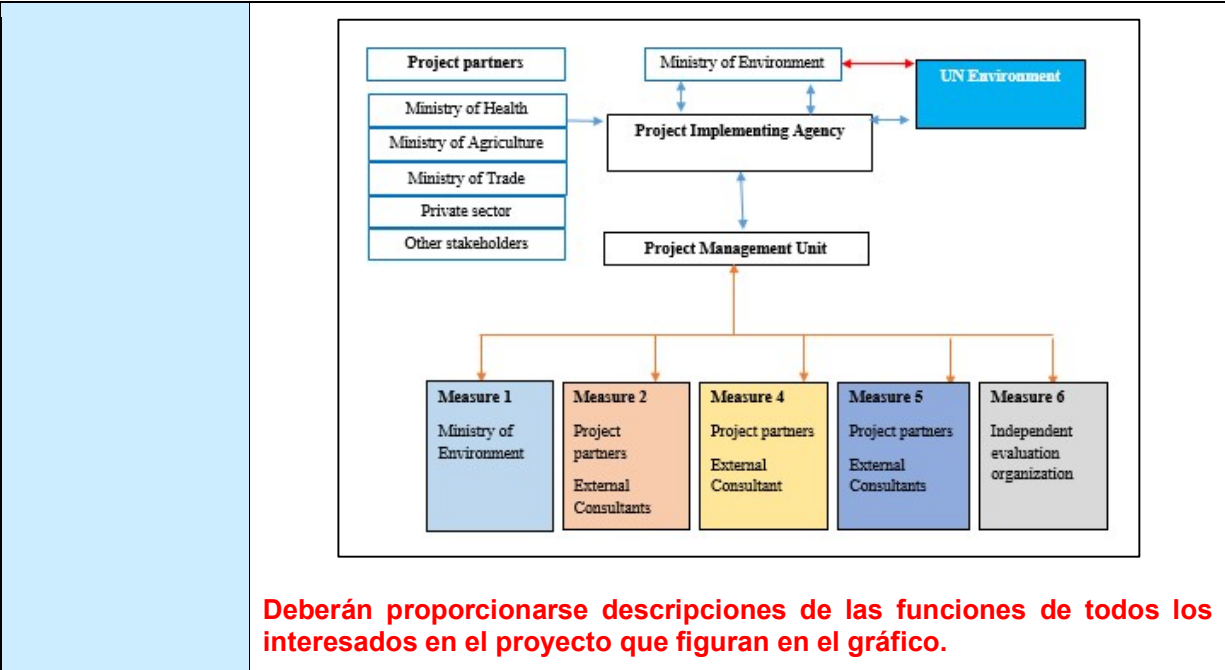 Project partners
Ministry of Health
Ministry of Agriculture
Ministry of Trade
Private sector
Other stakeholders
Ministry of Environment
UN Environment
Project Implementing Agency
Project Management Unit
Measure 1
Ministry of
Environment
Measure 2
Project
partners
External
Consultants
Measure 4
Project partners
External
Consultant
Measure 5
Project partners
External
Consultants
Measure 6
Independent
evaluation
organization
Deberán proporcionarse descripciones de las funciones de todos los
interesados en el proyecto que figuran en el gráfico.